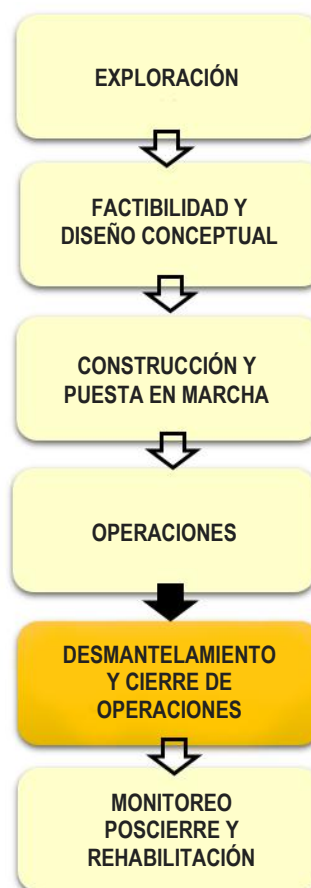 EXPLORACIÓN
FACTIBILIDAD Y
DISEÑO CONCEPTUAL
CONSTRUCCIÓN Y
PUESTA EN MARCHA
OPERACIONES
DESMANTELAMIENTO
Y CIERRE DE
OPERACIONES
MONITOREO
POSCIERRE Y
REHABILITACIÓN